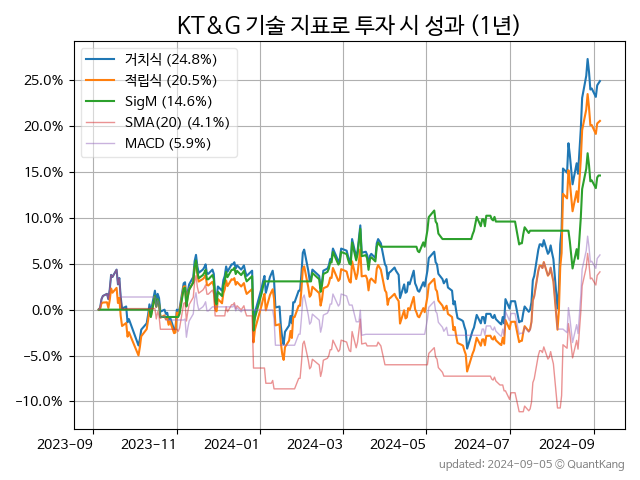 KT&G 기술 지표로 투자 시 성과 (1년)
거치식 (24.8%)
적립식 (20.5%)
SigM (14.6%)
SMA(20) (4.1%)
MACD (5.9%)
25.0%
20.0%
15.0%
10.0%
5.0%
0.0%
−5.0%
−10.0%
2023-09 2023-11 2024-01 2024-03 2024-05 2024-07 2024-09
updated: 2024-09-05 © QuantKang